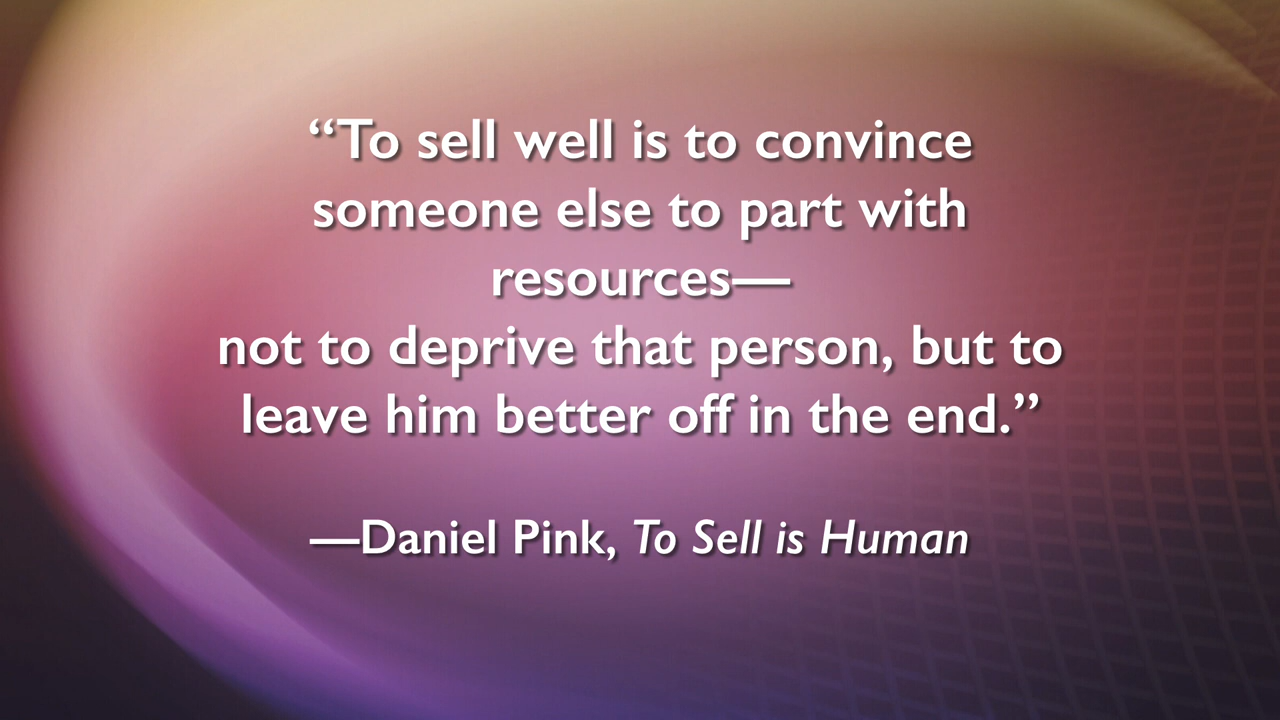 “To sell well is to convince
someone else to part with
resources—
not to deprive that person, but to
leave him better off in the end.”
—Daniel Pink, To Sell is Human